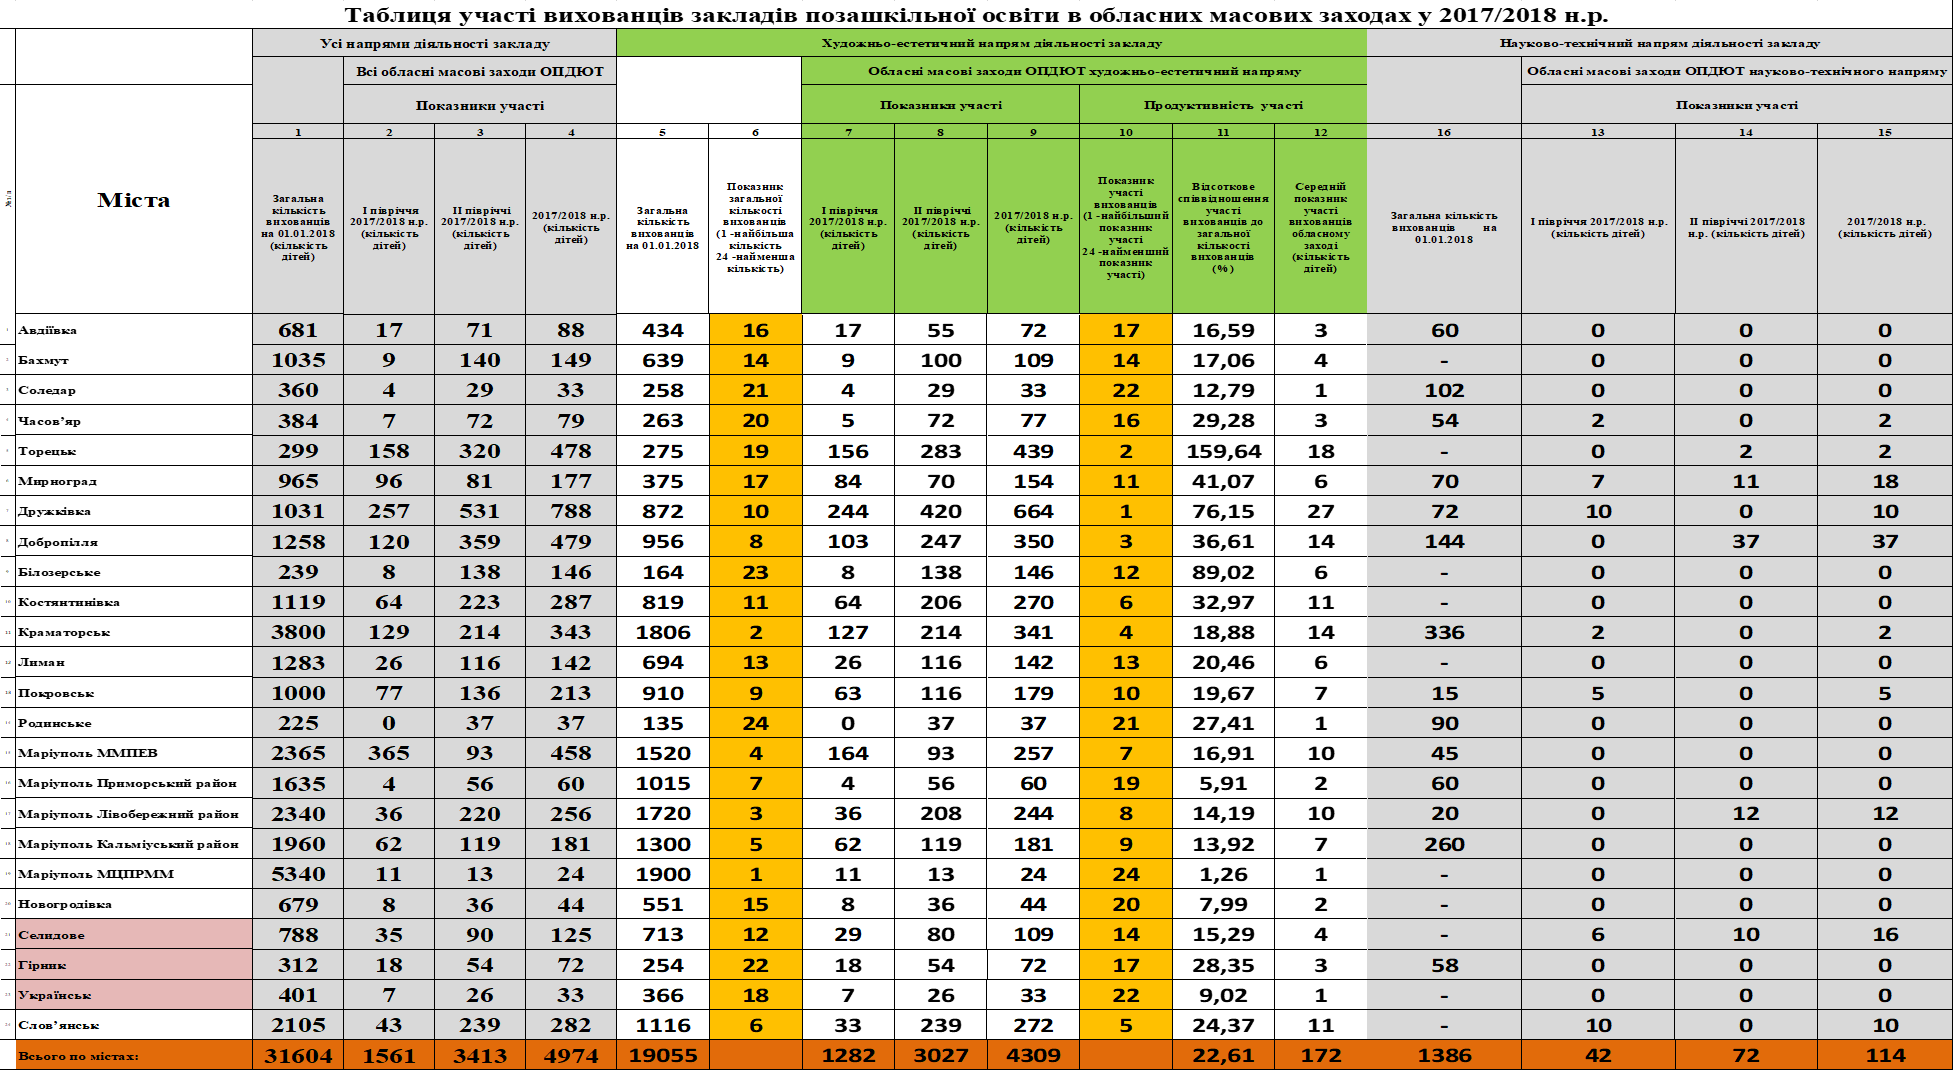 Таблиця участі вихованців закладів позашкільної освіти в обласних масових заходах у 2017/2018 н.р.
Усі напрями діяльності закладу Художньо-естетичний напрям діяльності закладу Науково-технічний напрям діяльності закладу
Всі обласні масові заходи ОПДЮТ Обласні масові заходи ОПДЮТ художньо-естетичний напряму Обласні масові заходи ОПДЮТ науково-технічного напряму
Показники участі Показники участі Продуктивність участі Показники участі
1 2 3 4 5 6 7 8 9 10 11 12 16 13 14 15
№з/п
Міста
Загальна кількість вихованців на 01.01.2018 (кількість дітей)
І півріччя 2017/2018 н.р. (кількість дітей)
ІІ півріччі 2017/2018 н.р. (кількість дітей)
2017/2018 н.р. (кількість дітей)
Загальна кількість вихованців на 01.01.2018
Показник загальної кількості вихованців (1 -найбільша кількість 24 -найменша кількість)
І півріччя 2017/2018 н.р. (кількість дітей)
ІІ півріччі 2017/2018 н.р. (кількість дітей)
2017/2018 н.р. (кількість дітей)
Показник участі вихованців (1 -найбільший показник участі 24 -найменший показник участі)
Відсоткове співвідношення участі вихованців до загальної кількості вихованців (%)
Середній показник участі вихованців обласному заході (кількість дітей)
Загальна кількість вихованців на 01.01.2018
І півріччя 2017/2018 н.р. (кількість дітей)
ІІ півріччі 2017/2018 н.р. (кількість дітей)
2017/2018 н.р. (кількість дітей)
1 Авдіївка 681 17 71 88 434 16 17 55 72 17 16,59 3 60 0 0 0
2 Бахмут 1035 9 140 149 639 14 9 100 109 14 17,06 4 - 0 0 0
3 Соледар 360 4 29 33 258 21 4 29 33 22 12,79 1 102 0 0 0
4 Часов’яр 384 7 72 79 263 20 5 72 77 16 29,28 3 54 2 0 2
5 Торецьк 299 158 320 478 275 19 156 283 439 2 159,64 18 - 0 2 2
6 Мирноград 965 96 81 177 375 17 84 70 154 11 41,07 6 70 7 11 18
7 Дружківка 1031 257 531 788 872 10 244 420 664 1 76,15 27 72 10 0 10
8 Добропілля 1258 120 359 479 956 8 103 247 350 3 36,61 14 144 0 37 37
9 Білозерське 239 8 138 146 164 23 8 138 146 12 89,02 6 - 0 0 0
10 Костянтинівка 1119 64 223 287 819 11 64 206 270 6 32,97 11 - 0 0 0
11 Краматорськ 3800 129 214 343 1806 2 127 214 341 4 18,88 14 336 2 0 2
12 Лиман 1283 26 116 142 694 13 26 116 142 13 20,46 6 - 0 0 0
13 Покровськ 1000 77 136 213 910 9 63 116 179 10 19,67 7 15 5 0 5
14 Родинське 225 0 37 37 135 24 0 37 37 21 27,41 1 90 0 0 0
15 Маріуполь ММПЕВ 2365 365 93 458 1520 4 164 93 257 7 16,91 10 45 0 0 0
16 Маріуполь Приморський район 1635 4 56 60 1015 7 4 56 60 19 5,91 2 60 0 0 0
17 Маріуполь Лівобережний район 2340 36 220 256 1720 3 36 208 244 8 14,19 10 20 0 12 12
18 Маріуполь Кальміуський район 1960 62 119 181 1300 5 62 119 181 9 13,92 7 260 0 0 0
19 Маріуполь МЦПРММ 5340 11 13 24 1900 1 11 13 24 24 1,26 1 - 0 0 0
20 Новогродівка 679 8 36 44 551 15 8 36 44 20 7,99 2 - 0 0 0
21 Селидове 788 35 90 125 713 12 29 80 109 14 15,29 4 - 6 10 16
22 Гірник 312 18 54 72 254 22 18 54 72 17 28,35 3 58 0 0 0
23 Українськ 401 7 26 33 366 18 7 26 33 22 9,02 1 - 0 0 0
24 Слов’янськ 2105 43 239 282 1116 6 33 239 272 5 24,37 11 - 10 0 10
Всього по містах: 31604 1561 3413 4974 19055 1282 3027 4309 22,61 172 1386 42 72 114